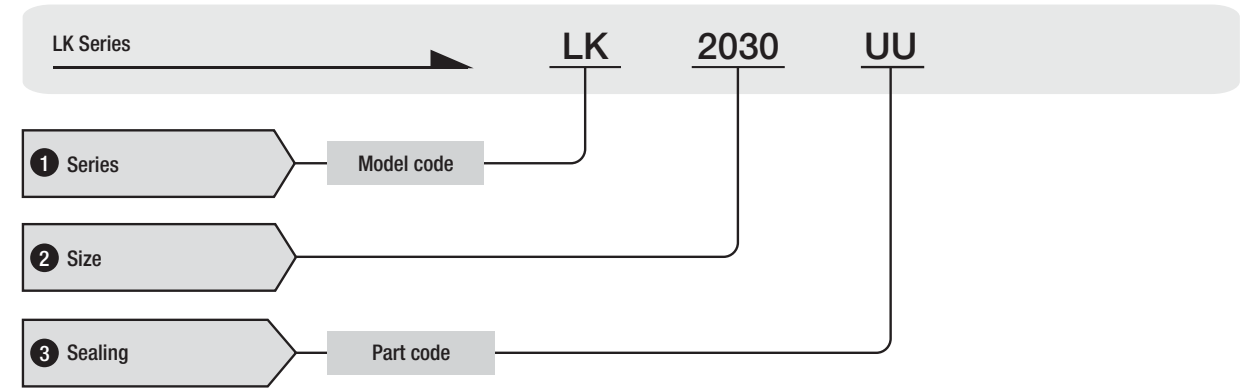 LK Series LK 2030 UU
1 Series Model code
2 Size
3 Sealing Part code